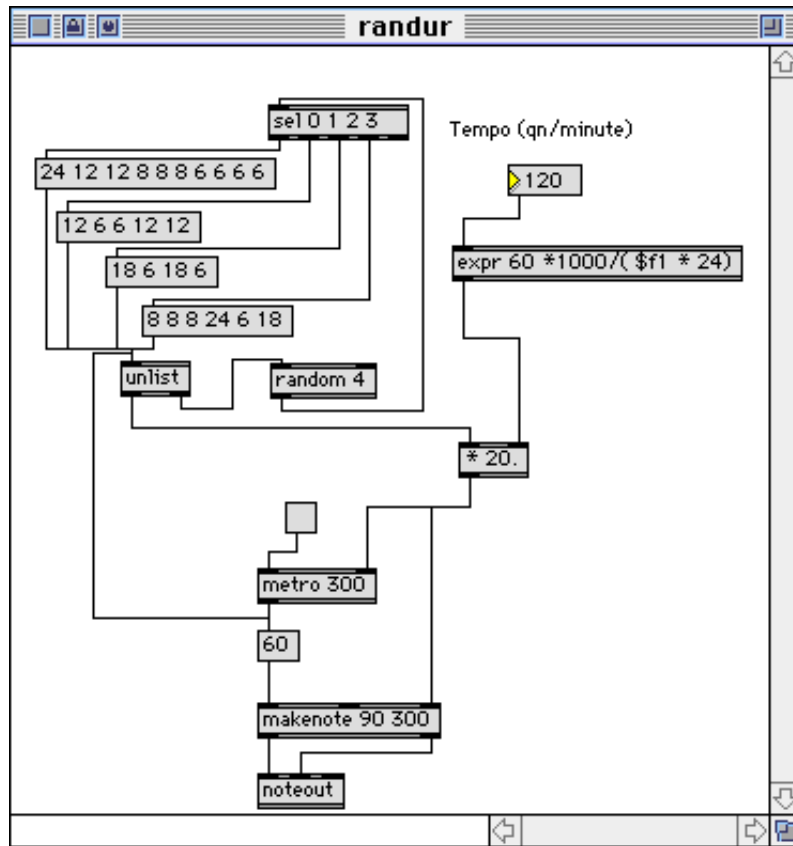 randur
sel 0 1 2 3
Tempo (qn/minute)
24 12 12 8 8 8 6 6 6 6
120
12 6 6 12 12
expr 60 *1000/( $f1 * 24)
18 6 18 6
8 8 8 24 6 18
unlist
random 4
* 20.
metro 300
60
makenote 90 300
noteout